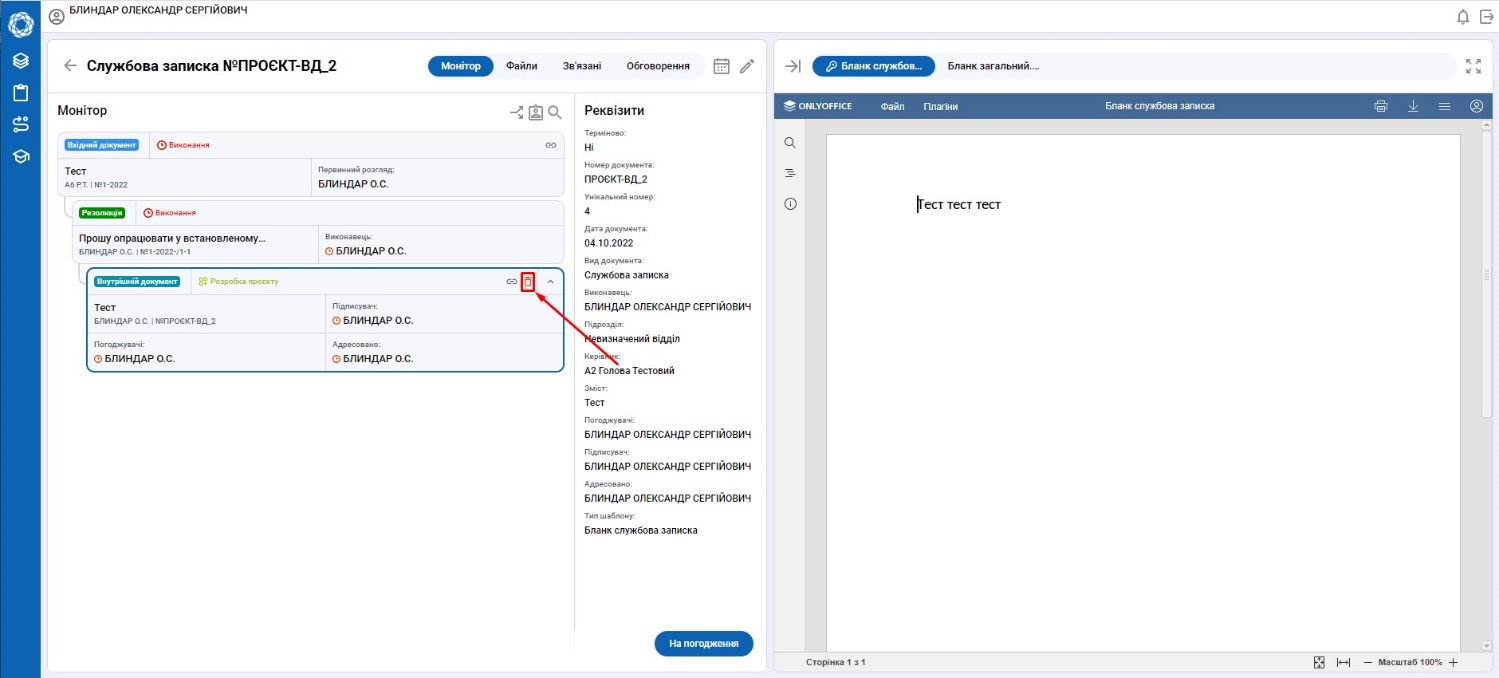 БЛИНДАР ОЛЕКСАНДР СЕРГІЙОВИЧ
Службова записка №ПРОЄКТ-ВД_2
Монітор
Файли
Зв'язані
Обговорення
Монітор
Вхідний документ
Виконання
Тест
А6 Р.Т. | №1-2022
Первинний розгляд:
БЛИНДАР О.С.
Резолюція
Виконання
Прошу опрацювати у встановленому...
БЛИНДАР О.С. | №1-2022-/1-1
Виконавець:
БЛИНДАР О.С.
Внутрішній документ
Розробка проєкту
Тест
БЛИНДАР О.С. | №ПРОЄКТ-ВД_2
Підписувач:
БЛИНДАР О.С.
Погоджувачі:
БЛИНДАР О.С.
Адресовано:
БЛИНДАР О.С.
Реквізити
Терміново:
Ні
Номер документа:
ПРОЄКТ-ВД_2
Унікальний номер:
4
Дата документа:
04.10.2022
Вид документа:
Службова записка
Виконавець:
БЛИНДАР ОЛЕКСАНДР СЕРГІЙОВИЧ
Підрозділ:
Невизначений відділ
Керівник:
А2 Голова Тестовий
Зміст:
Тест
Погоджувачі:
БЛИНДАР ОЛЕКСАНДР СЕРГІЙОВИЧ
Підписувач:
БЛИНДАР ОЛЕКСАНДР СЕРГІЙОВИЧ
Адресовано:
БЛИНДАР ОЛЕКСАНДР СЕРГІЙОВИЧ
Тип шаблону:
Бланк службова записка
На погодження
Бланк службов...
Бланк загальний....
ONLYOFFICE
Файл
Плагіни
Бланк службова записка
Тест тест тест
Сторінка 1 з 1
Масштаб 100%